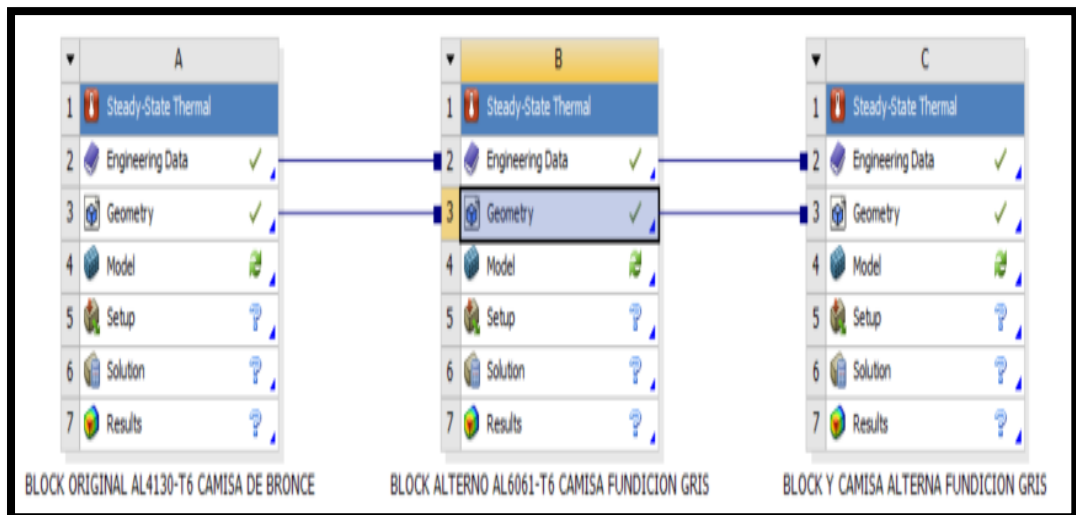 A
1 Steady-State Thermal
2 Engineering Data
3 Geometry
4 Model
5 Setup
6 Solution
7 Results
BLOCK ORIGINAL AL4130-T6 CAMISA DE BRONCE
B
1 Steady-State Thermal
2 Engineering Data
3 Geometry
4 Model
5 Setup
6 Solution
7 Results
BLOCK ALTERNO AL6061-T6 CAMISA FUNDICION GRIS
C
1 Steady-State Thermal
2 Engineering Data
3 Geometry
4 Model
5 Setup
6 Solution
7 Results
BLOCK Y CAMISA ALTERNA FUNDICION GRIS